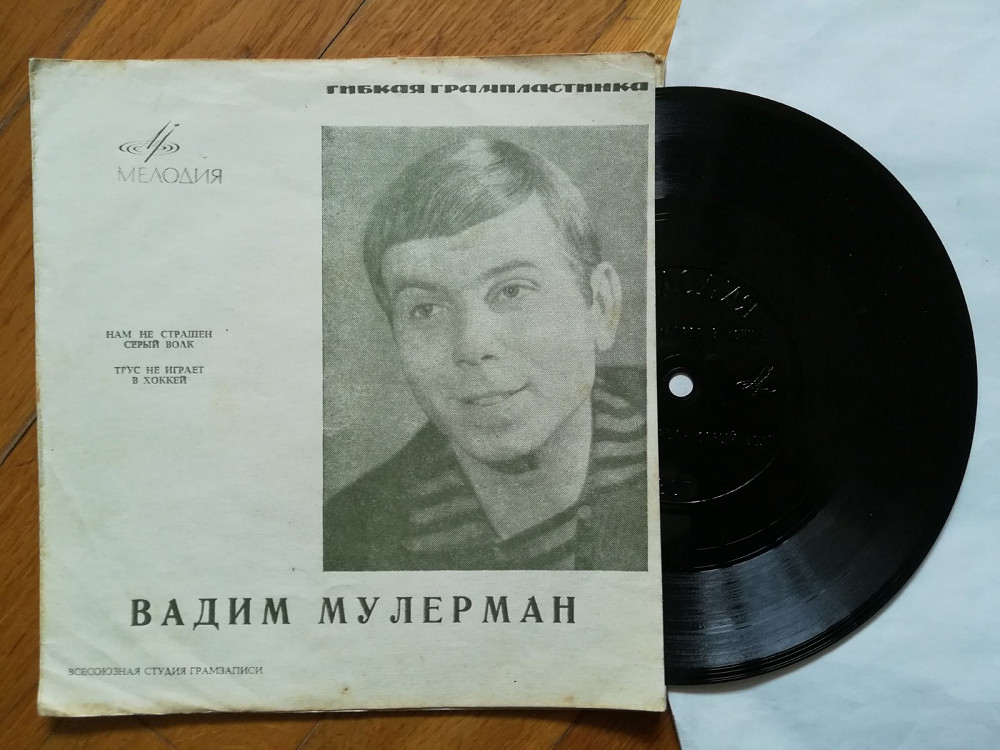 ГИБКАЯ ГРАМПЛАСТИНКА
МЕЛОДИЯ
НАМ НЕ СТРАШЕН
СЕРЫЙ ВОЛК
ТРУС НЕ ИГРАЕТ
В ХОККЕЙ
ВАДИМ МУЛЕРМАН
ВСЕСОЮЗНАЯ СТУДИЯ ГРАМЗАПИСИ